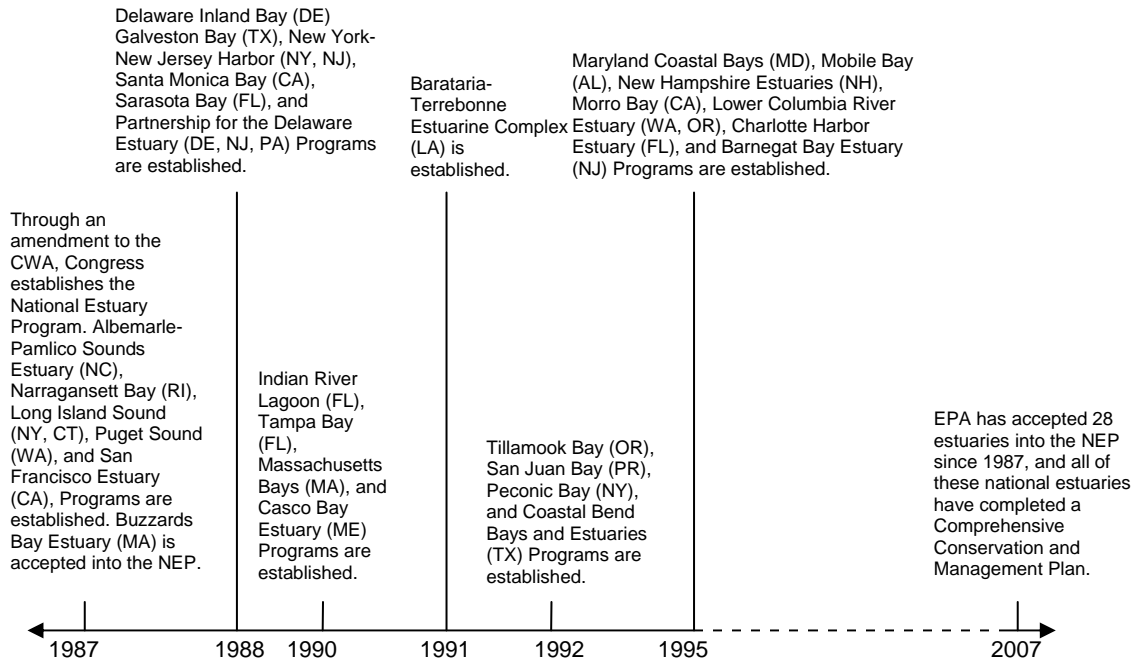 Delaware Inland Bay (DE)
Galveston Bay (TX), New York-
New Jersey Harbor (NY, NJ),
Santa Monica Bay (CA),
Sarasota Bay (FL), and
Partnership for the Delaware
Estuary (DE, NJ, PA) Programs
are established.
Barataria-
Terrebonne
Estuarine Complex
(LA) is
established.
Maryland Coastal Bays (MD), Mobile Bay
(AL), New Hampshire Estuaries (NH),
Morro Bay (CA), Lower Columbia River
Estuary (WA, OR), Charlotte Harbor
Estuary (FL), and Barnegat Bay Estuary
(NJ) Programs are established.
Through an
amendment to the
CWA, Congress
establishes the
National Estuary
Program. Albemarle-
Pamlico Sounds
Estuary (NC),
Narragansett Bay (RI),
Long Island Sound
(NY, CT), Puget Sound
(WA), and San
Francisco Estuary
(CA), Programs are
established. Buzzards
Bay Estuary (MA) is
accepted into the NEP.
Indian River
Lagoon (FL),
Tampa Bay
(FL),
Massachusetts
Bays (MA), and
Casco Bay
Estuary (ME)
Programs are
established.
Tillamook Bay (OR),
San Juan Bay (PR),
Peconic Bay (NY),
and Coastal Bend
Bays and Estuaries
(TX) Programs are
established.
EPA has accepted 28
estuaries into the NEP
since 1987, and all of
these national estuaries
have completed a
Comprehensive
Conservation and
Management Plan.
1987 1988 1990 1991 1992 1995 2007